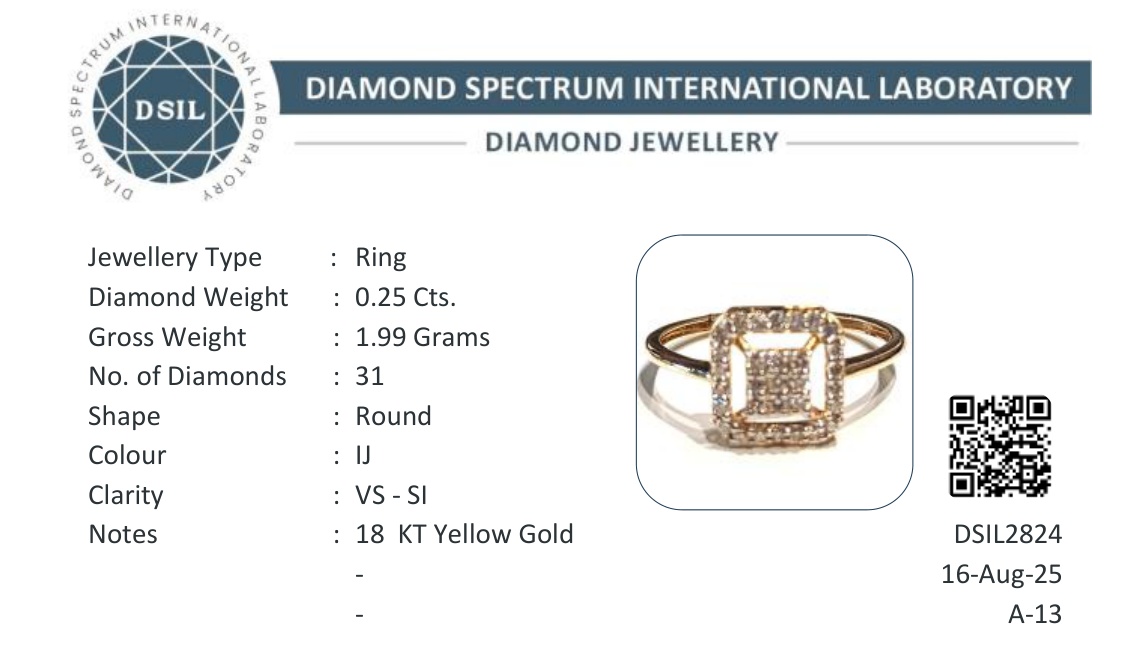 DIAMOND SPECTRUM INTERNATIONAL LABORATORY
DSIL
DIAMOND SPECTRUM INTERNATIONAL LABORATORY
DIAMOND JEWELLERY
Jewellery Type : Ring
Diamond Weight : 0.25 Cts.
Gross Weight : 1.99 Grams
No. of Diamonds : 31
Shape : Round
Colour : IJ
Clarity : VS - SI
Notes : 18 KT Yellow Gold
-
-
DSIL2824
16-Aug-25
A-13